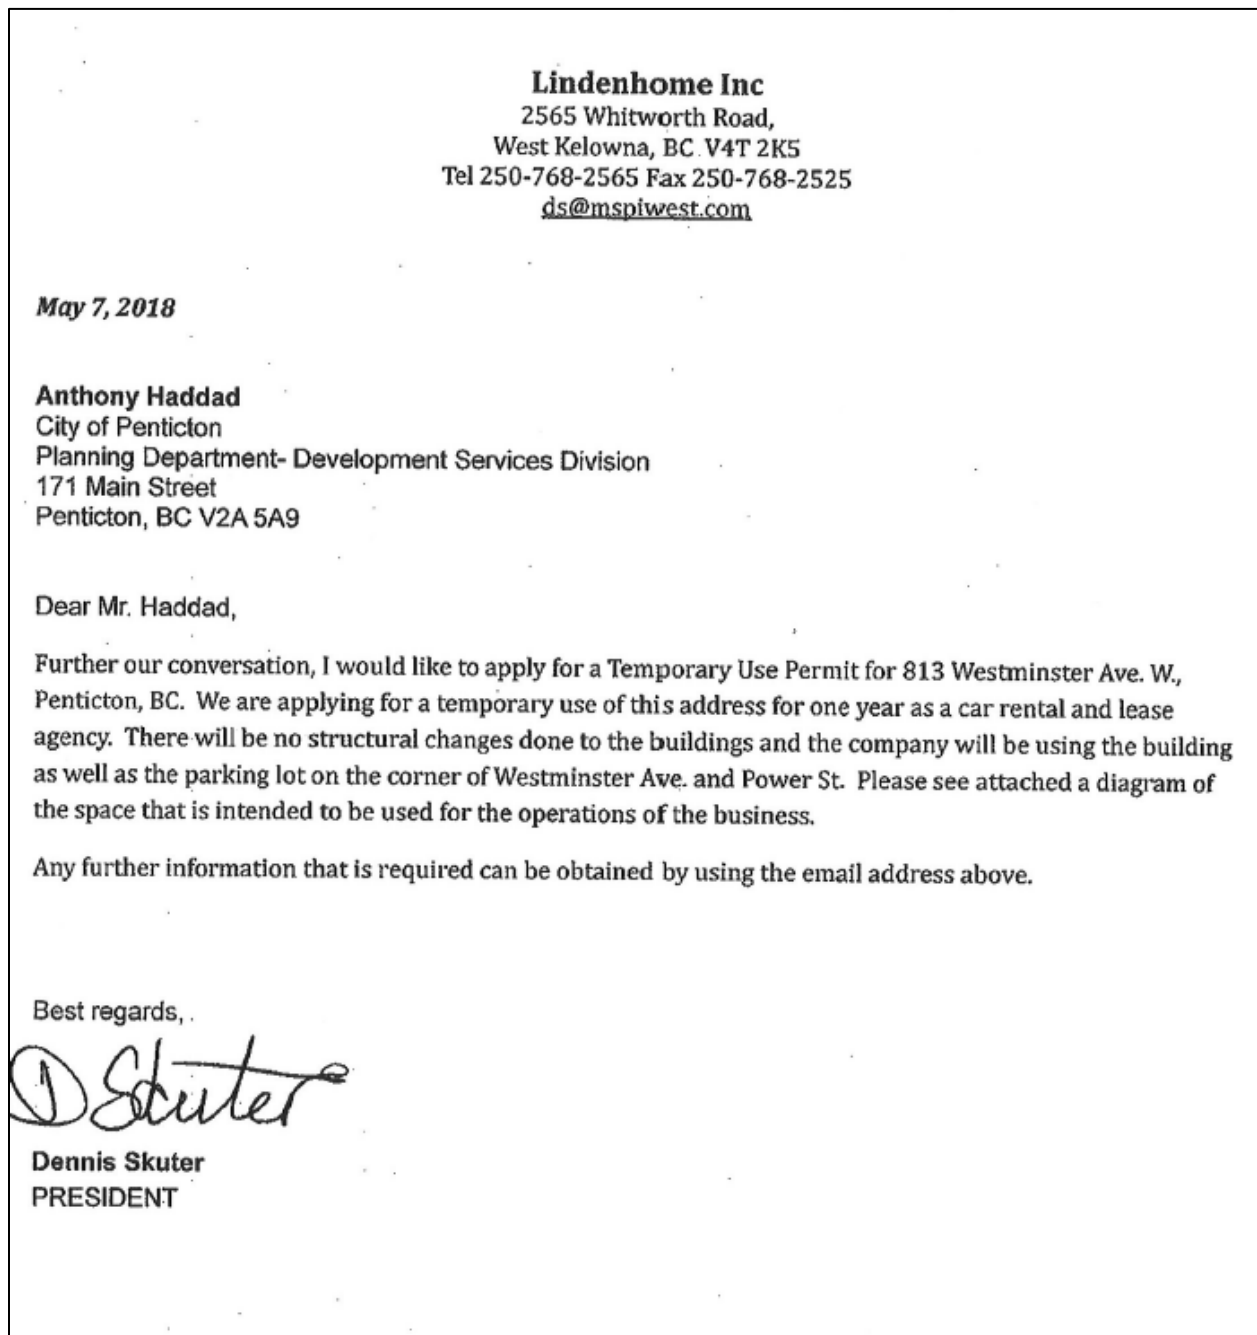 Lindenhome Inc
2565 Whitworth Road,
West Kelowna, BC V4T 2K5
Tel 250-768-2565 Fax 250-768-2525
ds@mspiwest.com
May 7, 2018
Anthony Haddad
City of Penticton
Planning Department- Development Services Division
171 Main Street
Penticton, BC V2A 5A9
Dear Mr. Haddad,
Further our conversation, I would like to apply for a Temporary Use Permit for 813 Westminster Ave. W.,
Penticton, BC. We are applying for a temporary use of this address for one year as a car rental and lease
agency. There will be no structural changes done to the buildings and the company will be using the building
as well as the parking lot on the corner of Westminster Ave. and Power St. Please see attached a diagram of
the space that is intended to be used for the operations of the business.
Any further information that is required can be obtained by using the email address above.
Best regards,
D Skuter
Dennis Skuter
PRESIDENT